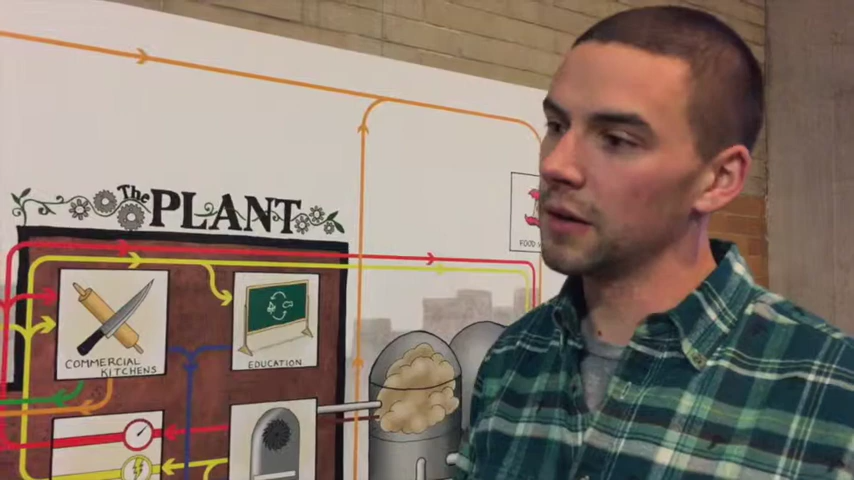 The PLANT
FOOD
COMMERCIAL
KITCHENS
EDUCATION